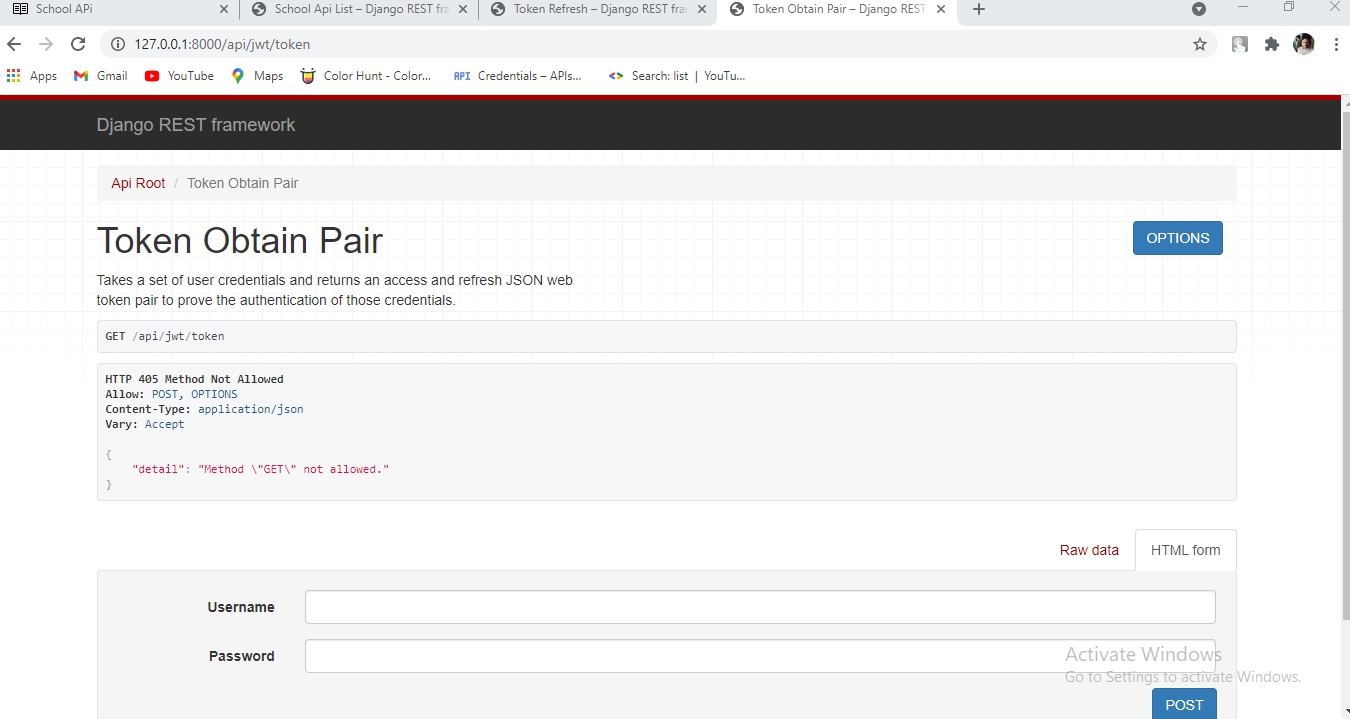 School APi
School Api List – Django REST fra
Token Refresh – Django REST fra
Token Obtain Pair – Django REST
127.0.0.1:8000/api/jwt/token
Apps
Gmail
YouTube
Maps
Color Hunt - Color...
API Credentials – APIs...
Search: list | YouTu...
Django REST framework
Api Root / Token Obtain Pair
Token Obtain Pair
OPTIONS
Takes a set of user credentials and returns an access and refresh JSON web
token pair to prove the authentication of those credentials.
GET /api/jwt/token
HTTP 405 Method Not Allowed
Allow: POST, OPTIONS
Content-Type: application/json
Vary: Accept
{
"detail": "Method \"GET\" not allowed."
}
Raw data
HTML form
Username
Password
Activate Windows
Go to Settings to activate Windows.
POST